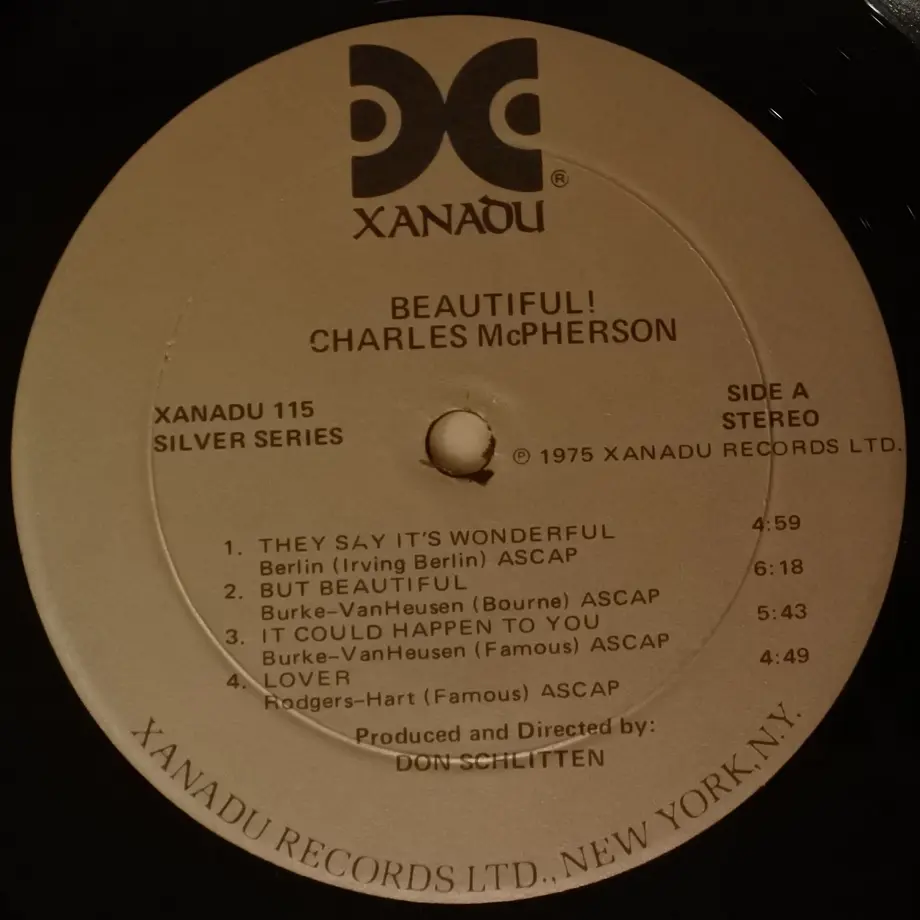 ®
XANADU
BEAUTIFUL!
CHARLES McPHERSON
XANADU 115
SILVER SERIES
SIDE A
STEREO
℗ 1975 XANADU RECORDS LTD.
1. THEY SAY IT'S WONDERFUL 4:59
Berlin (Irving Berlin) ASCAP
2. BUT BEAUTIFUL 6:18
Burke-VanHeusen (Bourne) ASCAP
3. IT COULD HAPPEN TO YOU 5:43
Burke-VanHeusen (Famous) ASCAP
4. LOVER 4:49
Rodgers-Hart (Famous) ASCAP
Produced and Directed by:
DON SCHLITTEN
XANADU RECORDS LTD., NEW YORK, N.Y.